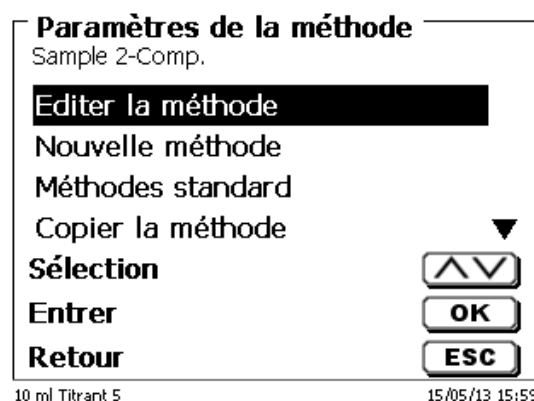 Paramètres de la méthode
Sample 2-Comp.
Editer la méthode
Nouvelle méthode
Méthodes standard
Copier la méthode
Sélection
Entrer OK
Retour ESC
10 ml Titrant 5 15/05/13 15:59